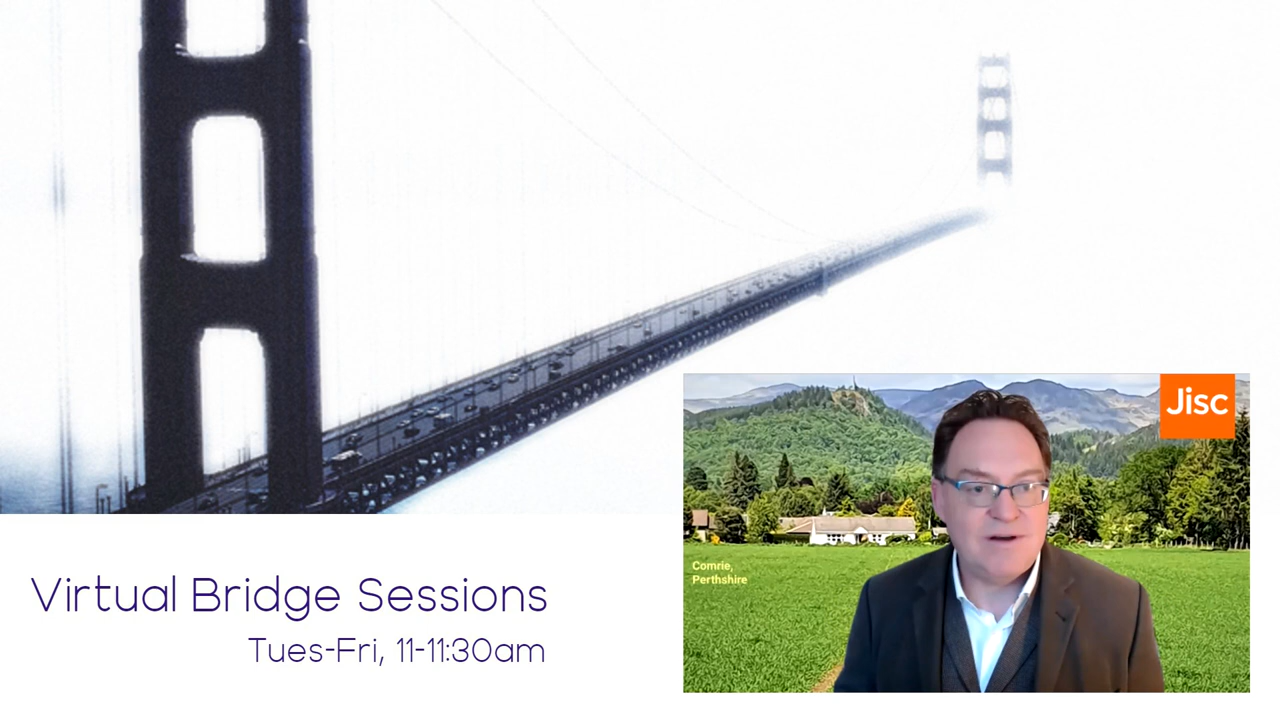 Jisc
Comrie,
Perthshire
Virtual Bridge Sessions
Tues-Fri, 11-11:30am